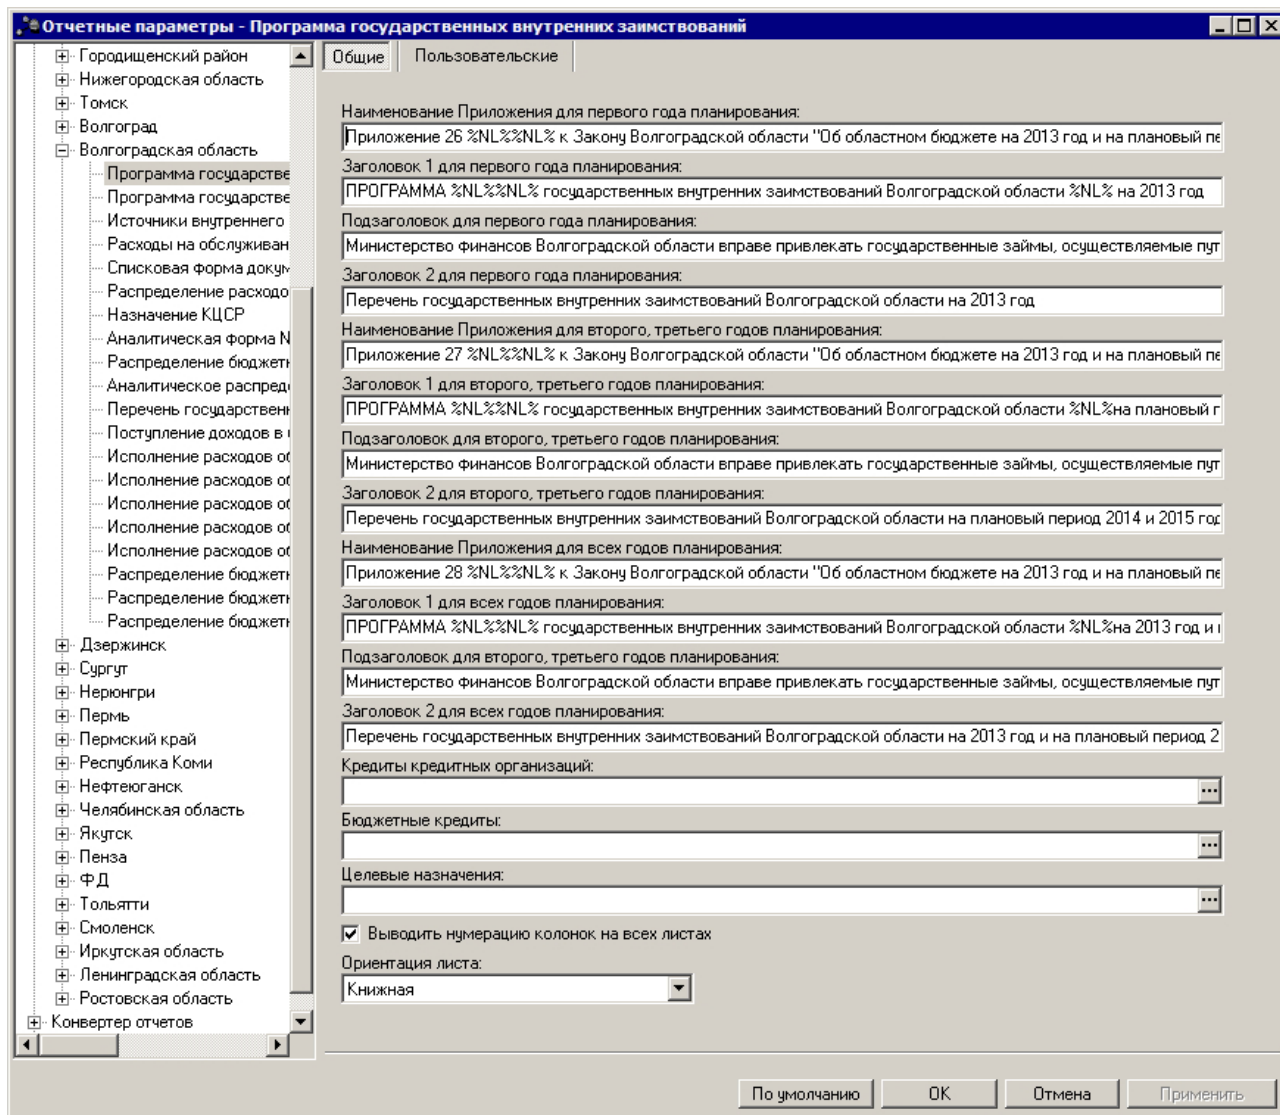 Отчетные параметры - Программа государственных внутренних заимствований
Городищенский район
Нижегородская область
Томск
Волгоград
Волгоградская область
Программа государстве
Программа государстве
Источники внутреннего
Расходы на обслуживан
Списковая форма докум
Распределение расходо
Назначение КЦСР
Аналитическая форма N
Распределение бюджетн
Аналитическое распред
Перечень государственн
Поступление доходов в
Исполнение расходов об
Исполнение расходов об
Исполнение расходов об
Исполнение расходов об
Исполнение расходов об
Распределение бюджетн
Распределение бюджетн
Распределение бюджетн
Дзержинск
Сургут
Нерюнгри
Пермь
Пермский край
Республика Коми
Нефтеюганск
Челябинская область
Якутск
Пенза
ФД
Тольятти
Смоленск
Иркутская область
Ленинградская область
Ростовская область
Конвертер отчетов
Общие
Пользовательские
Наименование Приложения для первого года планирования:
Приложение 26 %NL%%NL% к Закону Волгоградской области "Об областном бюджете на 2013 год и на плановый пе
Заголовок 1 для первого года планирования:
ПРОГРАММА %NL%%NL% государственных внутренних заимствований Волгоградской области %NL% на 2013 год
Подзаголовок для первого года планирования:
Министерство финансов Волгоградской области вправе привлекать государственные займы, осуществляемые пут
Заголовок 2 для первого года планирования:
Перечень государственных внутренних заимствований Волгоградской области на 2013 год
Наименование Приложения для второго, третьего годов планирования:
Приложение 27 %NL%%NL% к Закону Волгоградской области "Об областном бюджете на 2013 год и на плановый пе
Заголовок 1 для второго, третьего годов планирования:
ПРОГРАММА %NL%%NL% государственных внутренних заимствований Волгоградской области %NL%на плановый г
Подзаголовок для второго, третьего годов планирования:
Министерство финансов Волгоградской области вправе привлекать государственные займы, осуществляемые пут
Заголовок 2 для второго, третьего годов планирования:
Перечень государственных внутренних заимствований Волгоградской области на плановый период 2014 и 2015 год
Наименование Приложения для всех годов планирования:
Приложение 28 %NL%%NL% к Закону Волгоградской области "Об областном бюджете на 2013 год и на плановый пе
Заголовок 1 для всех годов планирования:
ПРОГРАММА %NL%%NL% государственных внутренних заимствований Волгоградской области %NL%на 2013 год и
Подзаголовок для второго, третьего годов планирования:
Министерство финансов Волгоградской области вправе привлекать государственные займы, осуществляемые пут
Заголовок 2 для всех годов планирования:
Перечень государственных внутренних заимствований Волгоградской области на 2013 год и на плановый период 2
Кредиты кредитных организаций:
Бюджетные кредиты:
Целевые назначения:
Выводить нумерацию колонок на всех листах
Ориентация листа:
Книжная
По умолчанию
OK
Отмена
Применить